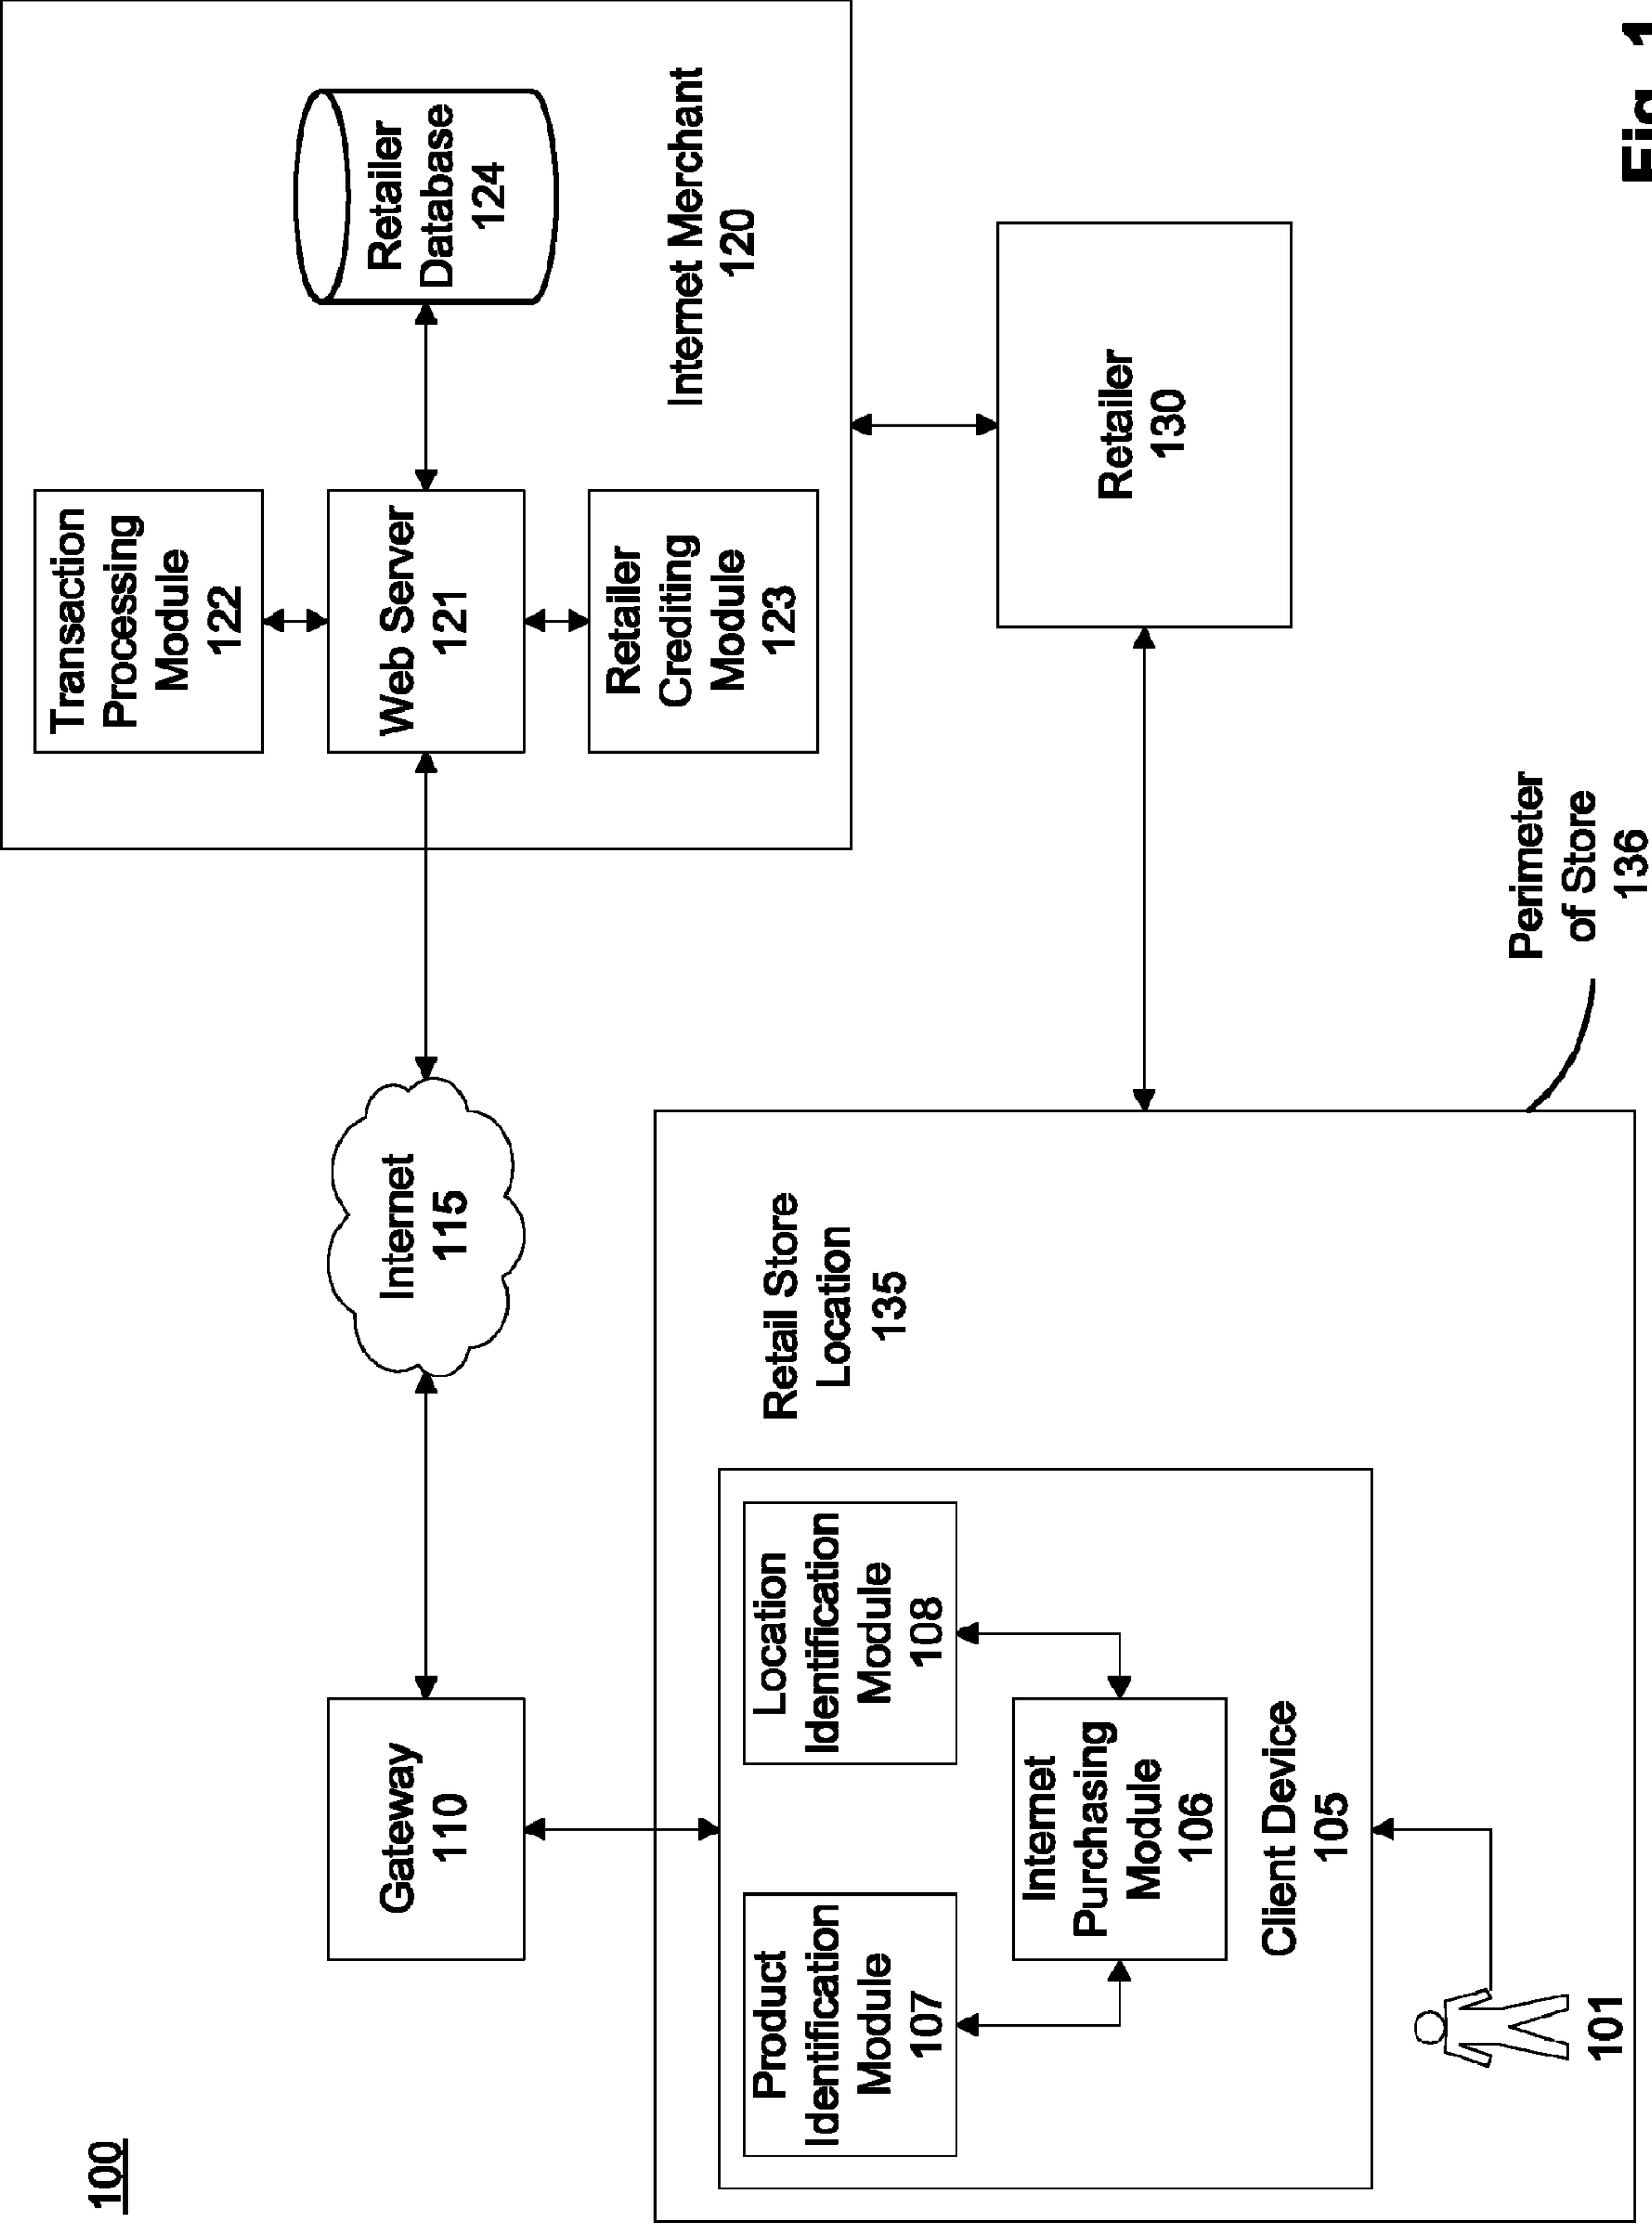 100
Gateway
110
Internet
115
Transaction
Processing
Module
122
Web Server
121
Retailer
Crediting
Module
123
Retailer
Database
124
Internet Merchant
120
Retail Store
Location
135
Product
Identification
Module
107
Location
Identification
Module
108
Internet
Purchasing
Module
106
Client Device
105
101
Retailer
130
Perimeter
of Store
136
Fig. 1